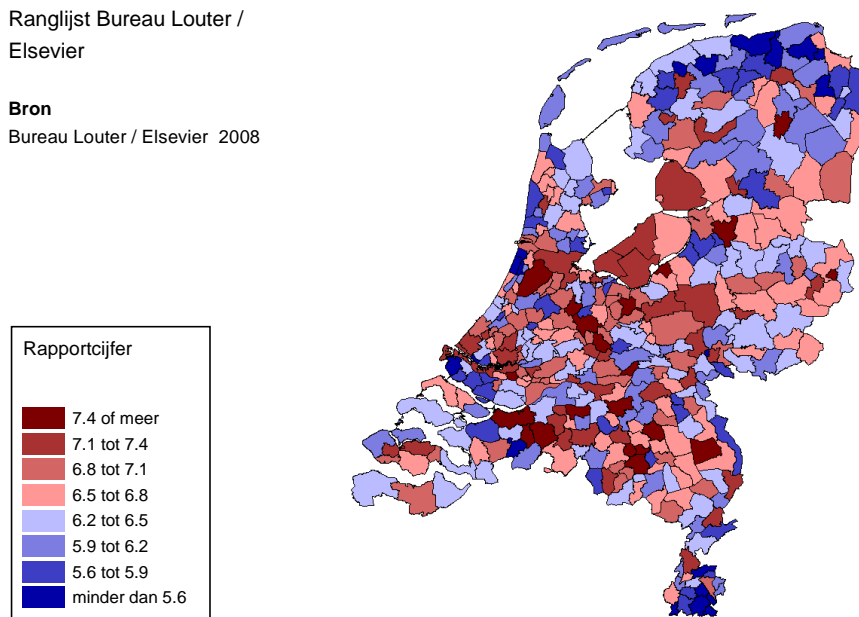 Ranglijst Bureau Louter /
Elsevier
Bron
Bureau Louter / Elsevier 2008
Rapportcijfer
7.4 of meer
7.1 tot 7.4
6.8 tot 7.1
6.5 tot 6.8
6.2 tot 6.5
5.9 tot 6.2
5.6 tot 5.9
minder dan 5.6